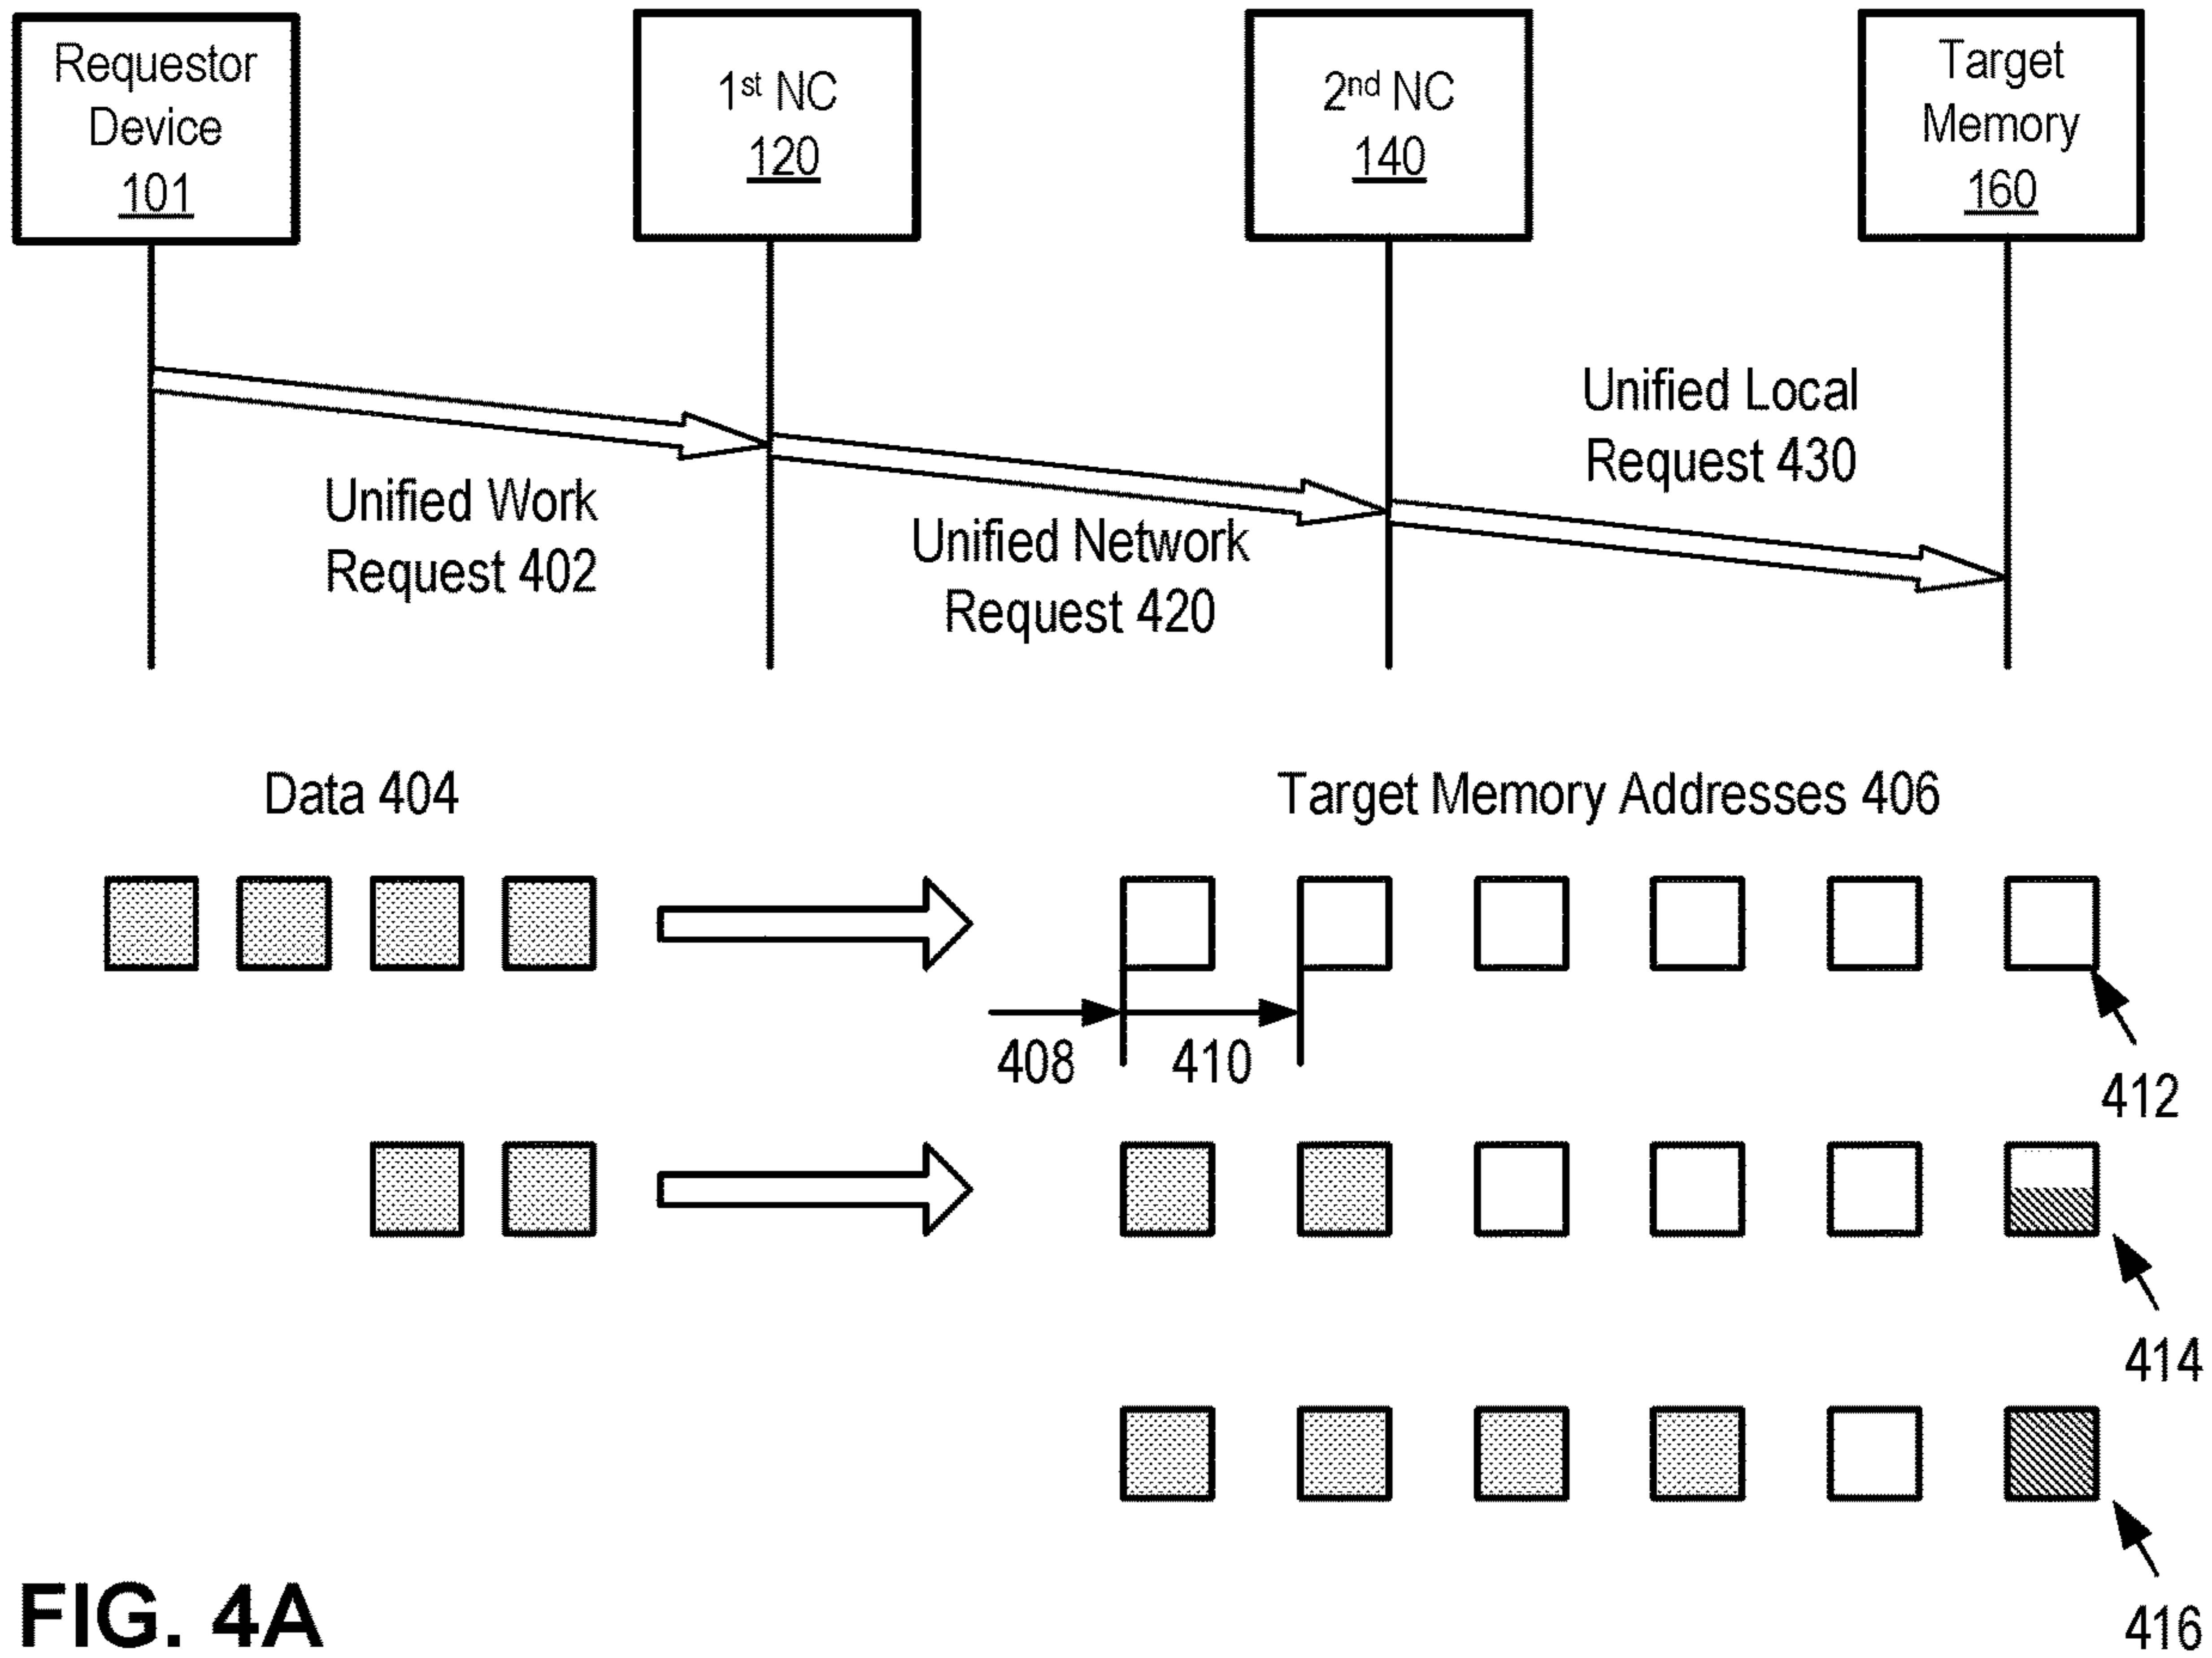 Requestor
Device
101
1st NC
120
2nd NC
140
Target
Memory
160
Unified Work
Request 402
Unified Network
Request 420
Unified Local
Request 430
Data 404
Target Memory Addresses 406
408
410
412
414
416
FIG. 4A